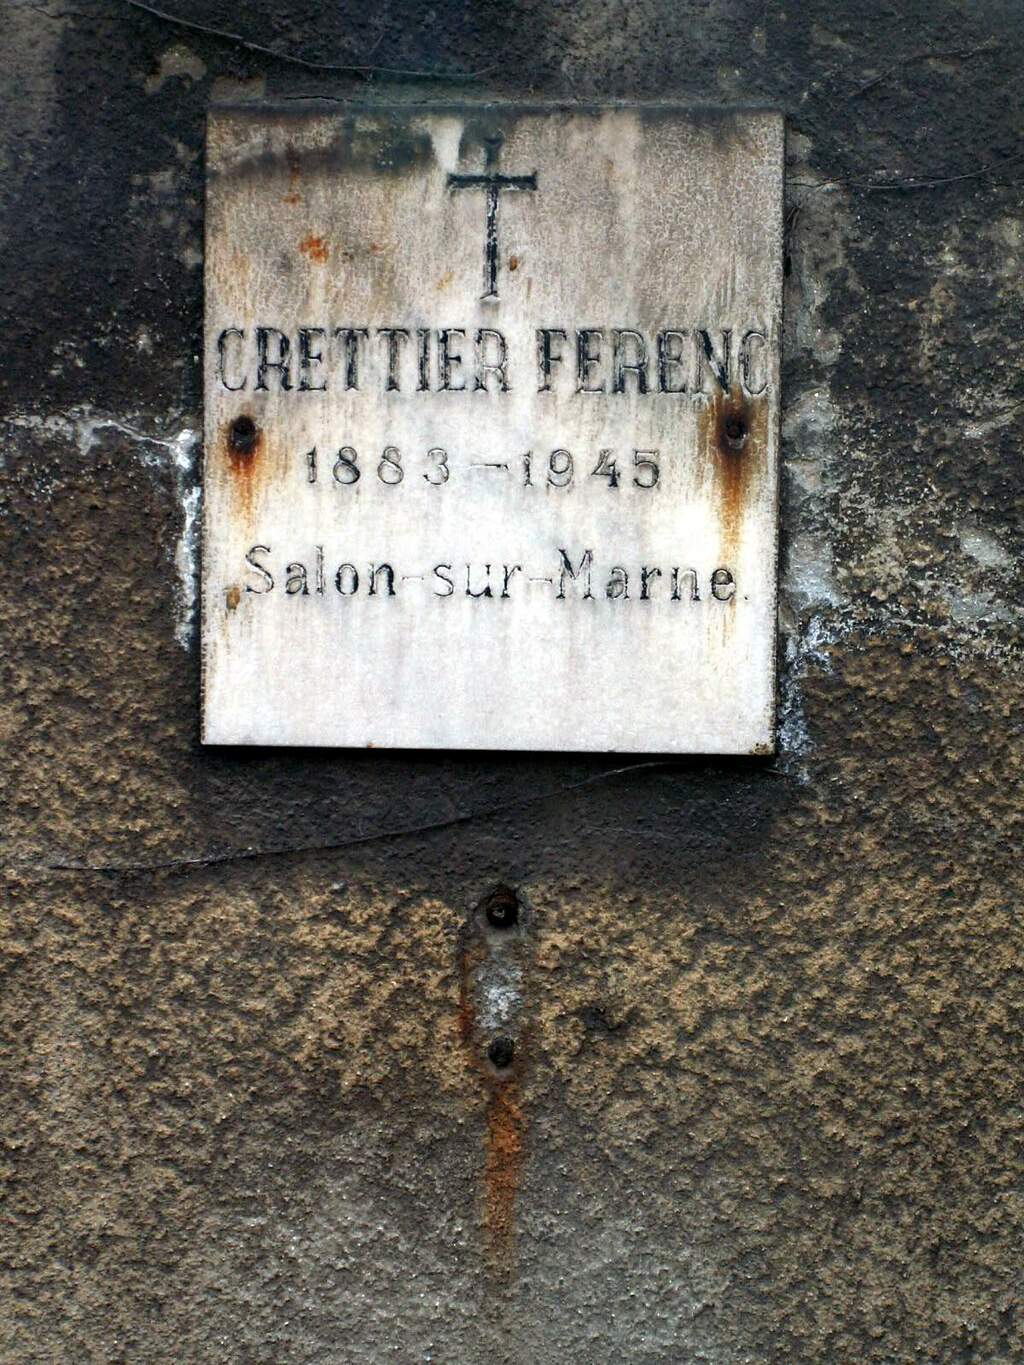 CRETTIER FERENC
1883-1945
Salon-sur-Marne.